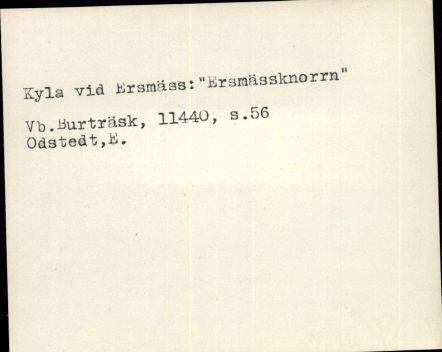 Kyla vid Ersmäss:"Ersmässknorrn"
Vb.Burträsk, 11440, s.56
Odstedt,E.